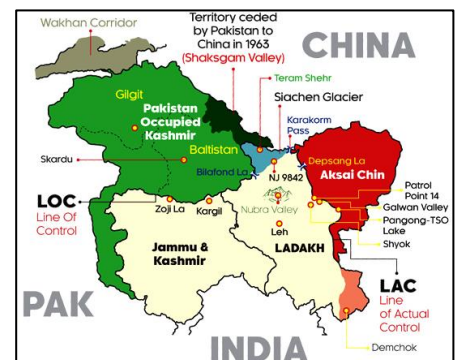 Wakhan Corridor
Territory ceded
by Pakistan to
China in 1963
(Shaksgam Valley)
CHINA
Teram Shehr
Gilgit
Pakistan
Occupied
Kashmir
Siachen Glacier
Karakorm
Pass
Baltistan
Skardu
Bilafond La
NJ 9842
Depsang La
Aksai Chin
LOC
Line Of
Control
Zoji La
Kargil
Nubra Valley
Leh
Patrol
Point 14
Galwan Valley
Pangong-TSO
Lake
Shyok
Jammu &
Kashmir
LADAKH
LAC
Line
of Actual
Control
PAK
INDIA
Demchok